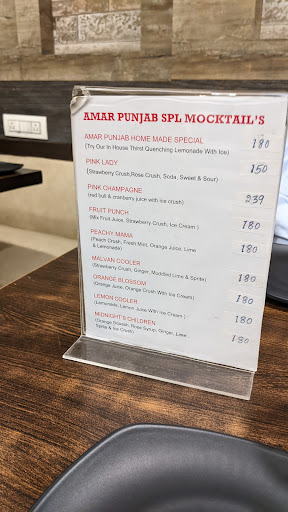 AMAR PUNJAB SPL MOCKTAIL'S
AMAR PUNJAB HOME MADE SPECIAL 180
(Try Our In House Thirst Quenching Lemonade With Ice)
PINK LADY 150
(Strawberry Crush,Rose Crush, Soda, Sweet & Sour)
PINK CHAMPAGNE 239
(red bull & cranberry juice with ice crush)
FRUIT PUNCH 180
(Mix Fruit Juice, Strawberry Crush, Ice Cream )
PEACHY MAMA 180
(Peach Crush, Fresh Mint, Orange Juice, Lime
& Lemonade)
MALVAN COOLER 180
(Strawberry Crush, Ginger, Muddled Lime & Sprite)
ORANGE BLOSSOM 180
(Orange Juice, Orange Crush With Ice Cream)
LEMON COOLER 180
(Lemonade, Lemon Juice With Ice Cream )
MIDNIGHT'S CHILDREN 180
(Orange Squash, Rose Syrup, Ginger, Lime
Spite & Ice Crush)